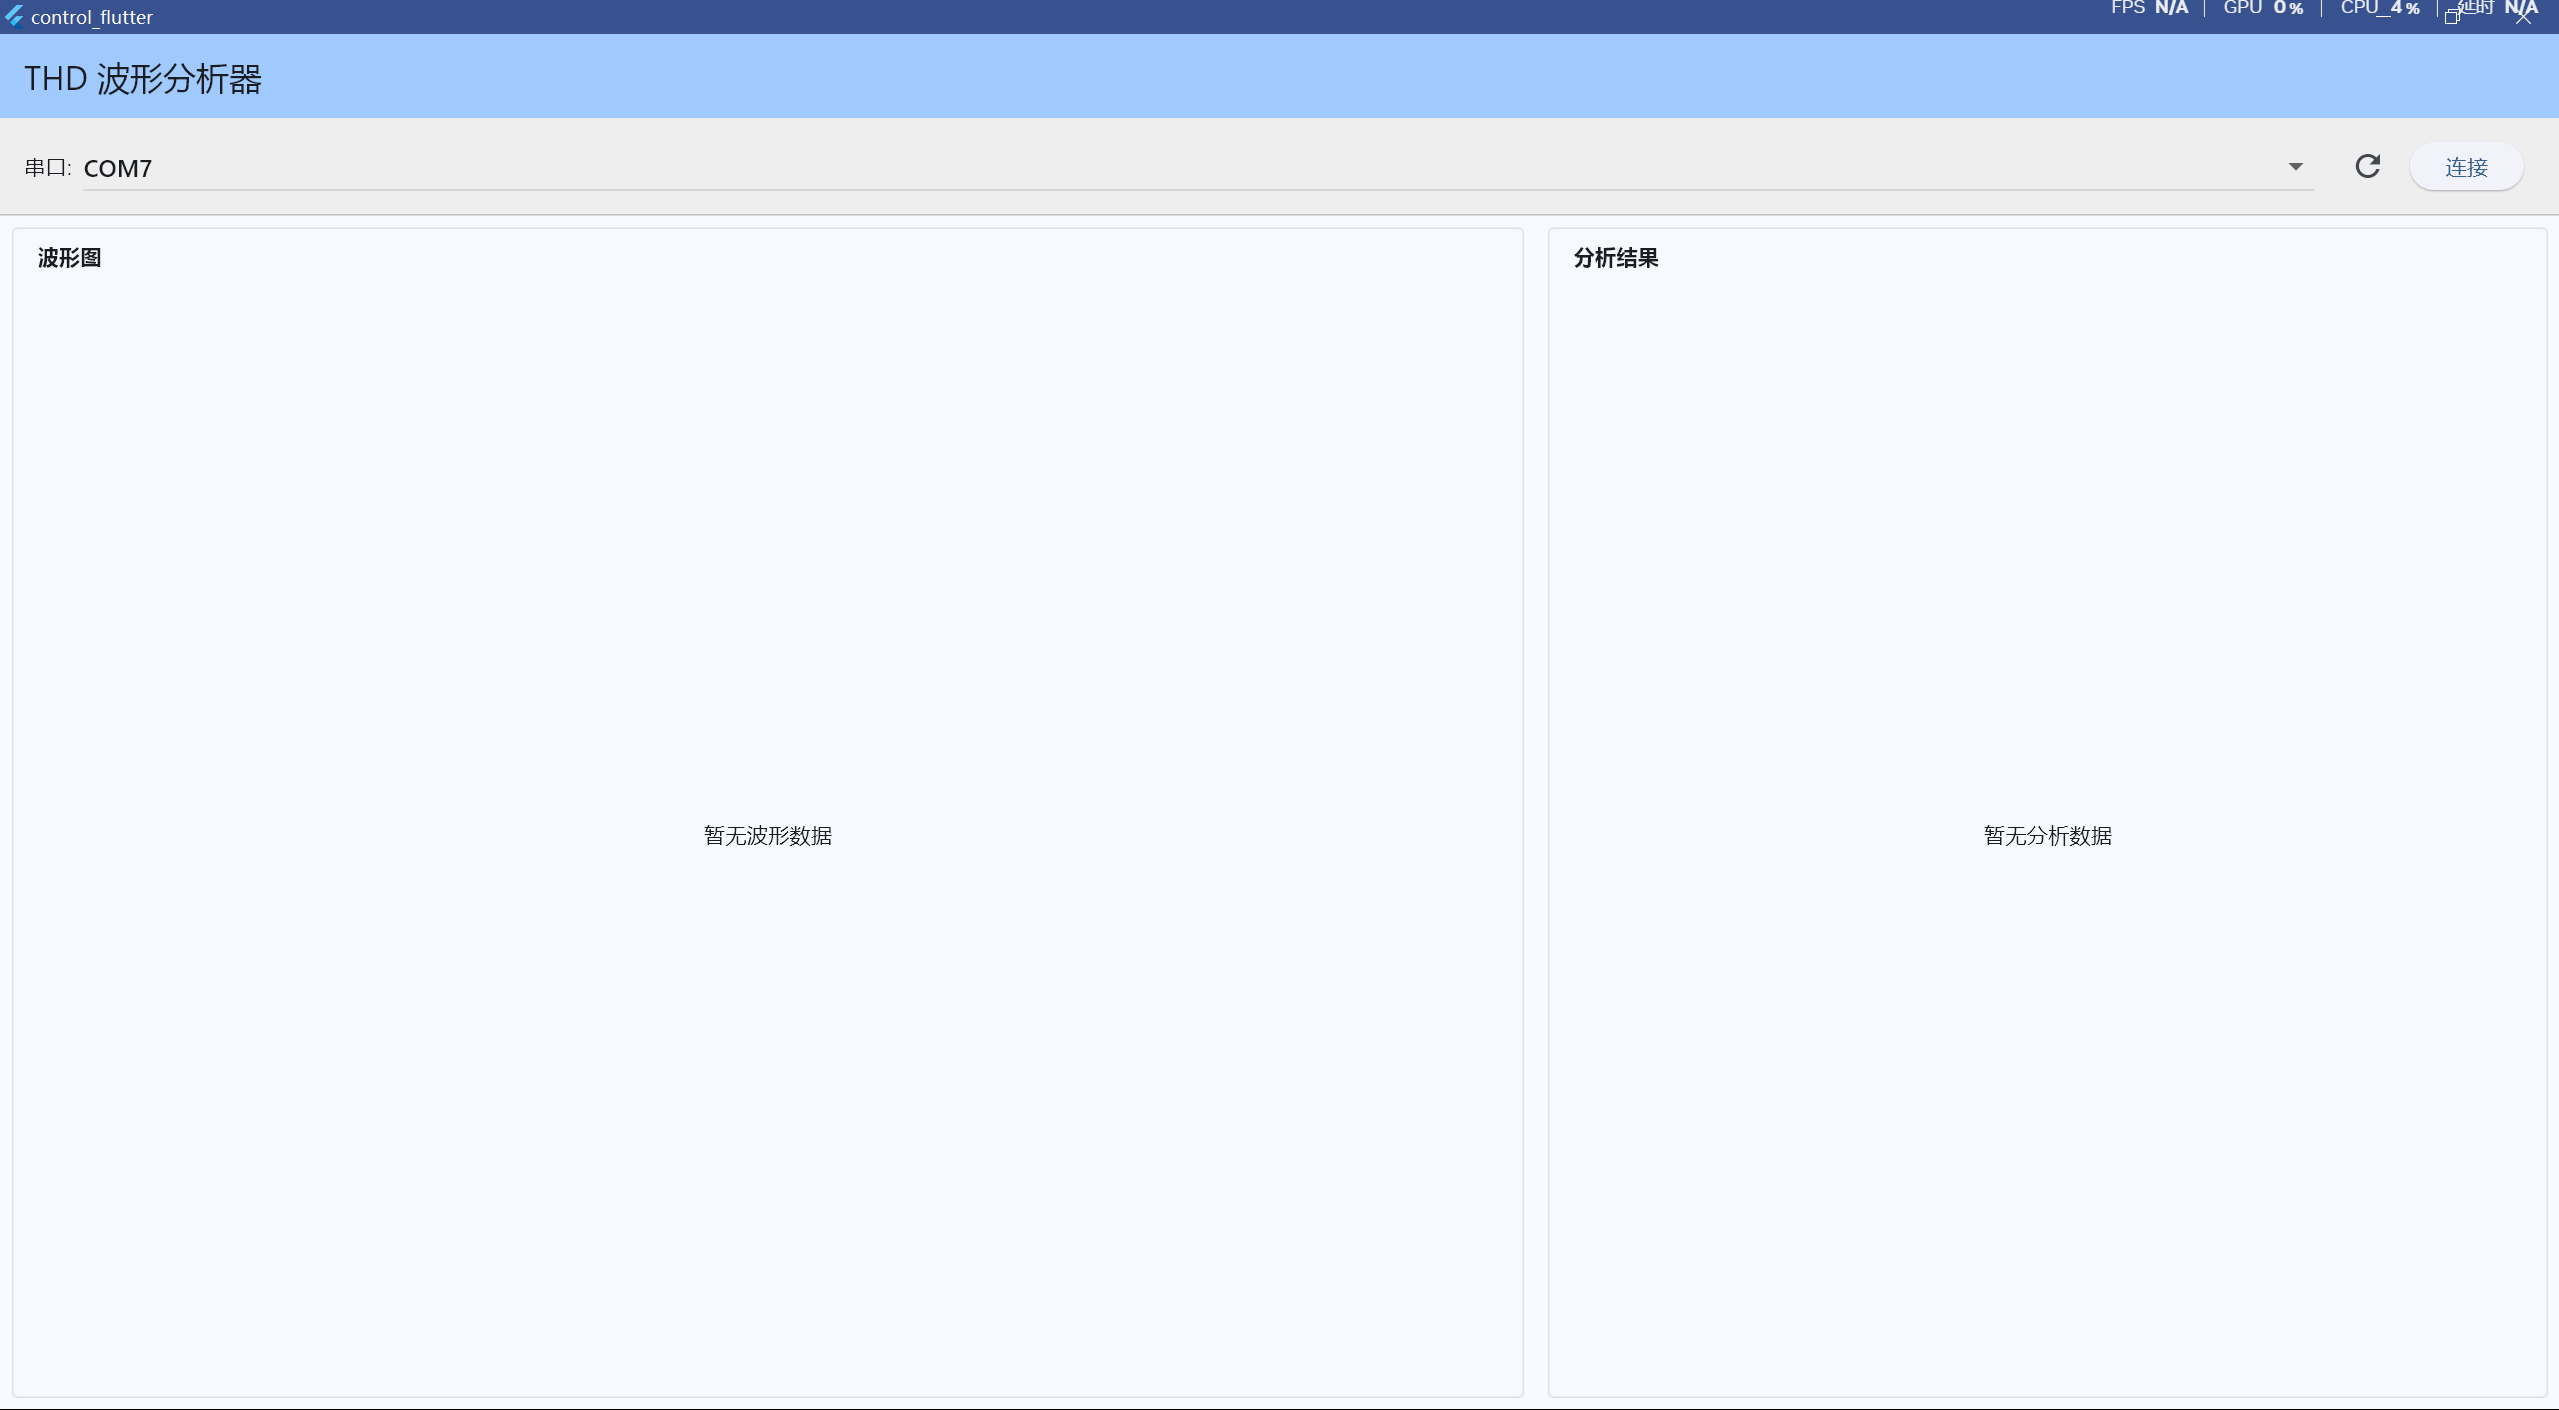 control_flutter
FPS N/A | GPU 0% | CPU 4% | 延时 N/A
THD 波形分析器
串口: COM7
连接
波形图
分析结果
暂无波形数据
暂无分析数据